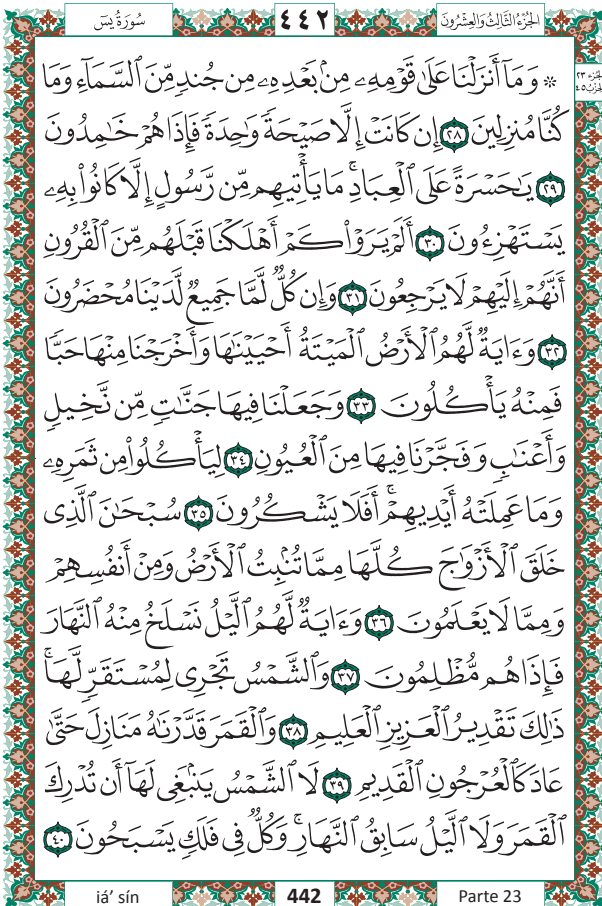 سُورَةُ يسٓ ٤٤٢ الجُزْءُ الثَّالِثُ وَالعِشْرُونَ
۞ وَمَآ أَنزَلْنَا عَلَىٰ قَوْمِهِۦ مِنۢ بَعْدِهِۦ مِن جُندٍ مِّنَ ٱلسَّمَآءِ وَمَا
كُنَّا مُنزِلِينَ ٢٨ إِن كَانَتْ إِلَّا صَيْحَةً وَٰحِدَةً فَإِذَا هُمْ خَٰمِدُونَ
٢٩ يَٰحَسْرَةً عَلَى ٱلْعِبَادِۚ مَا يَأْتِيهِم مِّن رَّسُولٍ إِلَّا كَانُوا۟ بِهِۦ
يَسْتَهْزِءُونَ ٣٠ أَلَمْ يَرَوْا۟ كَمْ أَهْلَكْنَا قَبْلَهُم مِّنَ ٱلْقُرُونِ
أَنَّهُمْ إِلَيْهِمْ لَا يَرْجِعُونَ ٣١ وَإِن كُلٌّ لَّمَّا جَمِيعٌ لَّدَيْنَا مُحْضَرُونَ
٣٢ وَءَايَةٌ لَّهُمُ ٱلْأَرْضُ ٱلْمَيْتَةُ أَحْيَيْنَٰهَا وَأَخْرَجْنَا مِنْهَا حَبًّا
فَمِنْهُ يَأْكُلُونَ ٣٣ وَجَعَلْنَا فِيهَا جَنَّٰتٍ مِّن نَّخِيلٍ
وَأَعْنَٰبٍ وَفَجَّرْنَا فِيهَا مِنَ ٱلْعُيُونِ ٣٤ لِيَأْكُلُوا۟ مِن ثَمَرِهِۦ
وَمَا عَمِلَتْهُ أَيْدِيهِمْۖ أَفَلَا يَشْكُرُونَ ٣٥ سُبْحَٰنَ ٱلَّذِى
خَلَقَ ٱلْأَزْوَٰجَ كُلَّهَا مِمَّا تُنۢبِتُ ٱلْأَرْضُ وَمِنْ أَنفُسِهِمْ
وَمِمَّا لَا يَعْلَمُونَ ٣٦ وَءَايَةٌ لَّهُمُ ٱلَّيْلُ نَسْلَخُ مِنْهُ ٱلنَّهَارَ
فَإِذَا هُم مُّظْلِمُونَ ٣٧ وَٱلشَّمْسُ تَجْرِى لِمُسْتَقَرٍّ لَّهَاۚ
ذَٰلِكَ تَقْدِيرُ ٱلْعَزِيزِ ٱلْعَلِيمِ ٣٨ وَٱلْقَمَرَ قَدَّرْنَٰهُ مَنَازِلَ حَتَّىٰ
عَادَ كَٱلْعُرْجُونِ ٱلْقَدِيمِ ٣٩ لَا ٱلشَّمْسُ يَنۢبَغِى لَهَآ أَن تُدْرِكَ
ٱلْقَمَرَ وَلَا ٱلَّيْلُ سَابِقُ ٱلنَّهَارِۚ وَكُلٌّ فِى فَلَكٍ يَسْبَحُونَ ٤٠
iá’ sín 442 Parte 23